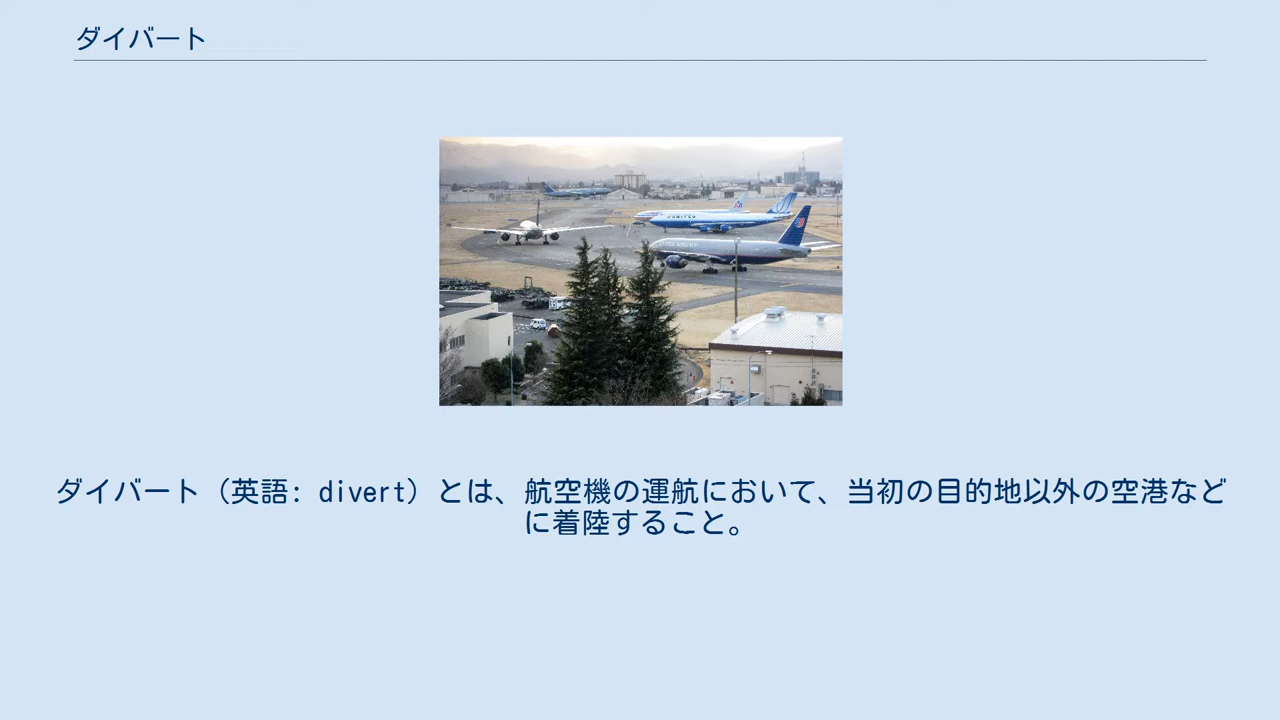 ダイバート
UNITED
ダイバート（英語: divert）とは、航空機の運航において、当初の目的地以外の空港など
に着陸すること。